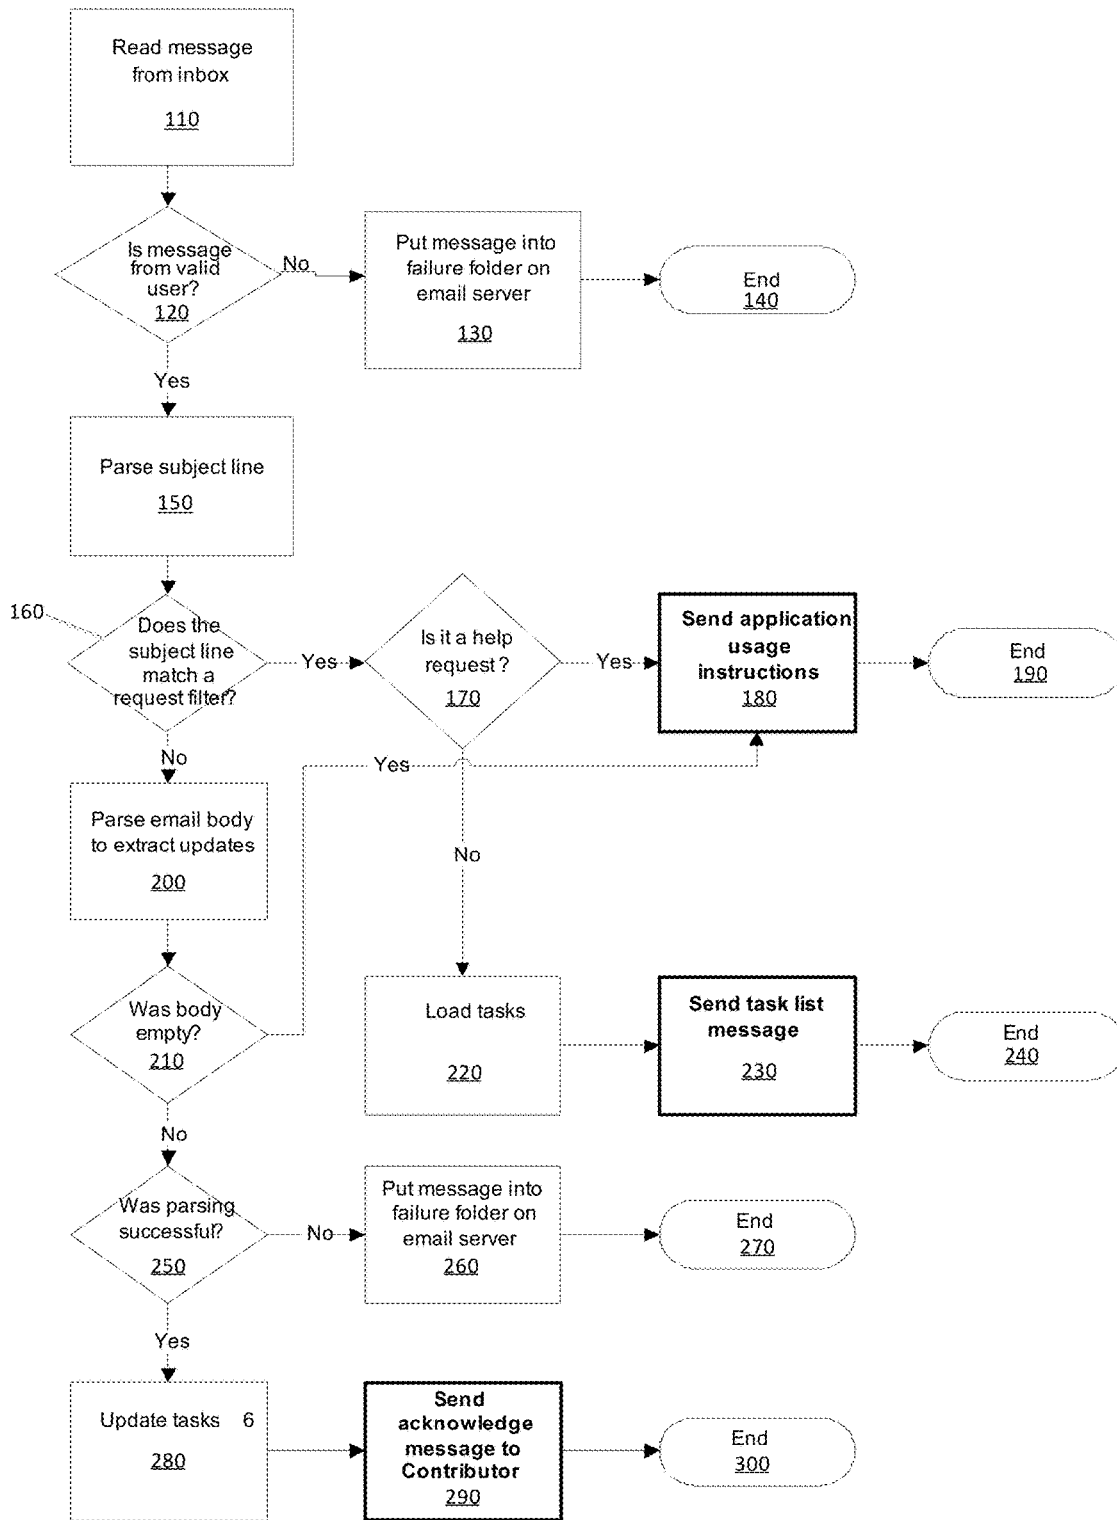 Read message
from inbox
110
Is message
from valid
user?
120
No
Put message into
failure folder on
email server
130
End
140
Yes
Parse subject line
150
160
Does the
subject line
match a
request filter?
Yes
Is it a help
request ?
170
Yes
Send application
usage
instructions
180
End
190
No
Yes
Parse email body
to extract updates
200
No
Was body
empty?
210
Load tasks
220
Send task list
message
230
End
240
No
Was parsing
successful?
250
No
Put message into
failure folder on
email server
260
End
270
Yes
Update tasks 6
280
Send
acknowledge
message to
Contributor
290
End
300